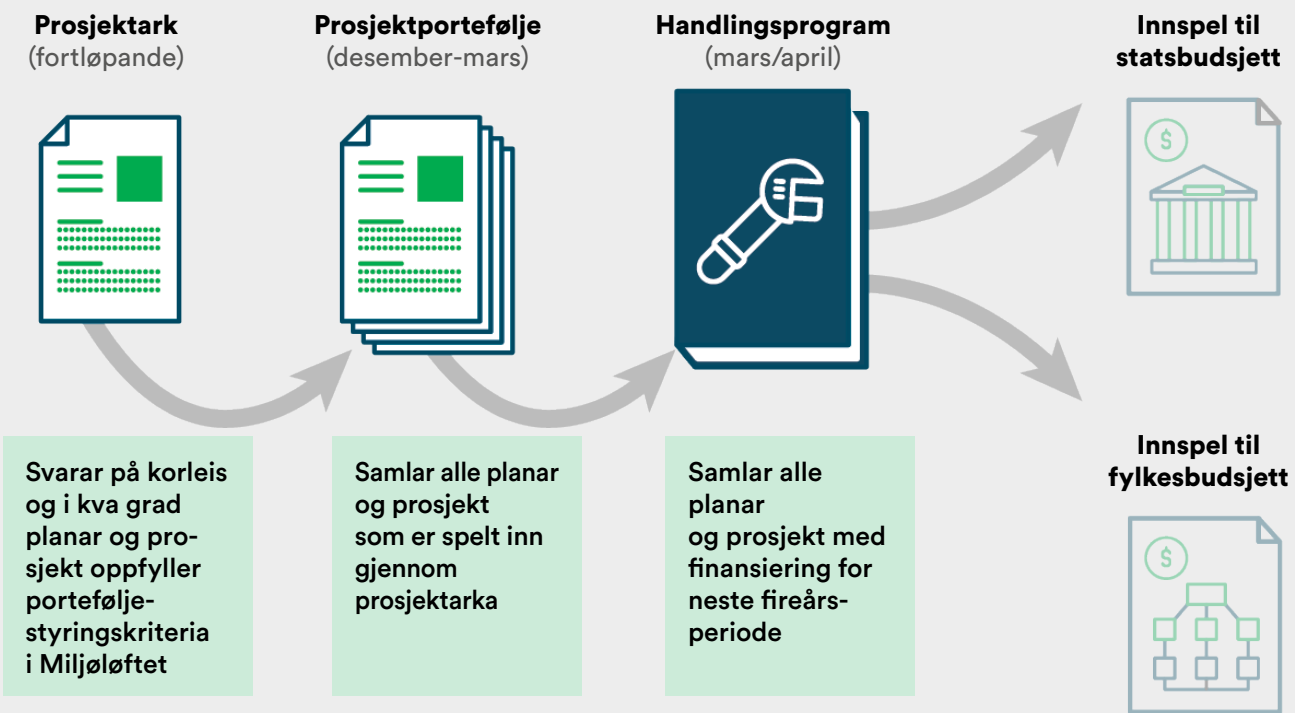 Prosjektark
(fortløpande)
Prosjektportefølje
(desember-mars)
Handlingsprogram
(mars/april)
Innspel til
statsbudsjett
$
Svarar på korleis
og i kva grad
planar og pro-
sjekt oppfyller
portefølje-
styringskriteria
i Miljøløftet
Samlar alle planar
og prosjekt
som er spelt inn
gjennom
prosjektarka
Samlar alle
planar
og prosjekt med
finansiering for
neste fireårs-
periode
Innspel til
fylkesbudsjett
$